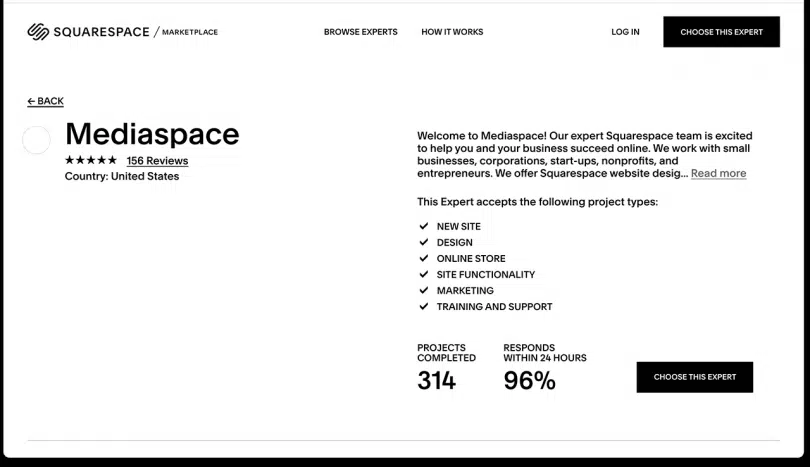 SQUARESPACE / MARKETPLACE
BROWSE EXPERTS
HOW IT WORKS
LOG IN
CHOOSE THIS EXPERT
← BACK
Mediaspace
★★★★★ 156 Reviews
Country: United States
Welcome to Mediaspace! Our expert Squarespace team is excited
to help you and your business succeed online. We work with small
businesses, corporations, start-ups, nonprofits, and
entrepreneurs. We offer Squarespace website desig... Read more
This Expert accepts the following project types:
✓ NEW SITE
✓ DESIGN
✓ ONLINE STORE
✓ SITE FUNCTIONALITY
✓ MARKETING
✓ TRAINING AND SUPPORT
PROJECTS
COMPLETED
314
RESPONDS
WITHIN 24 HOURS
96%
CHOOSE THIS EXPERT